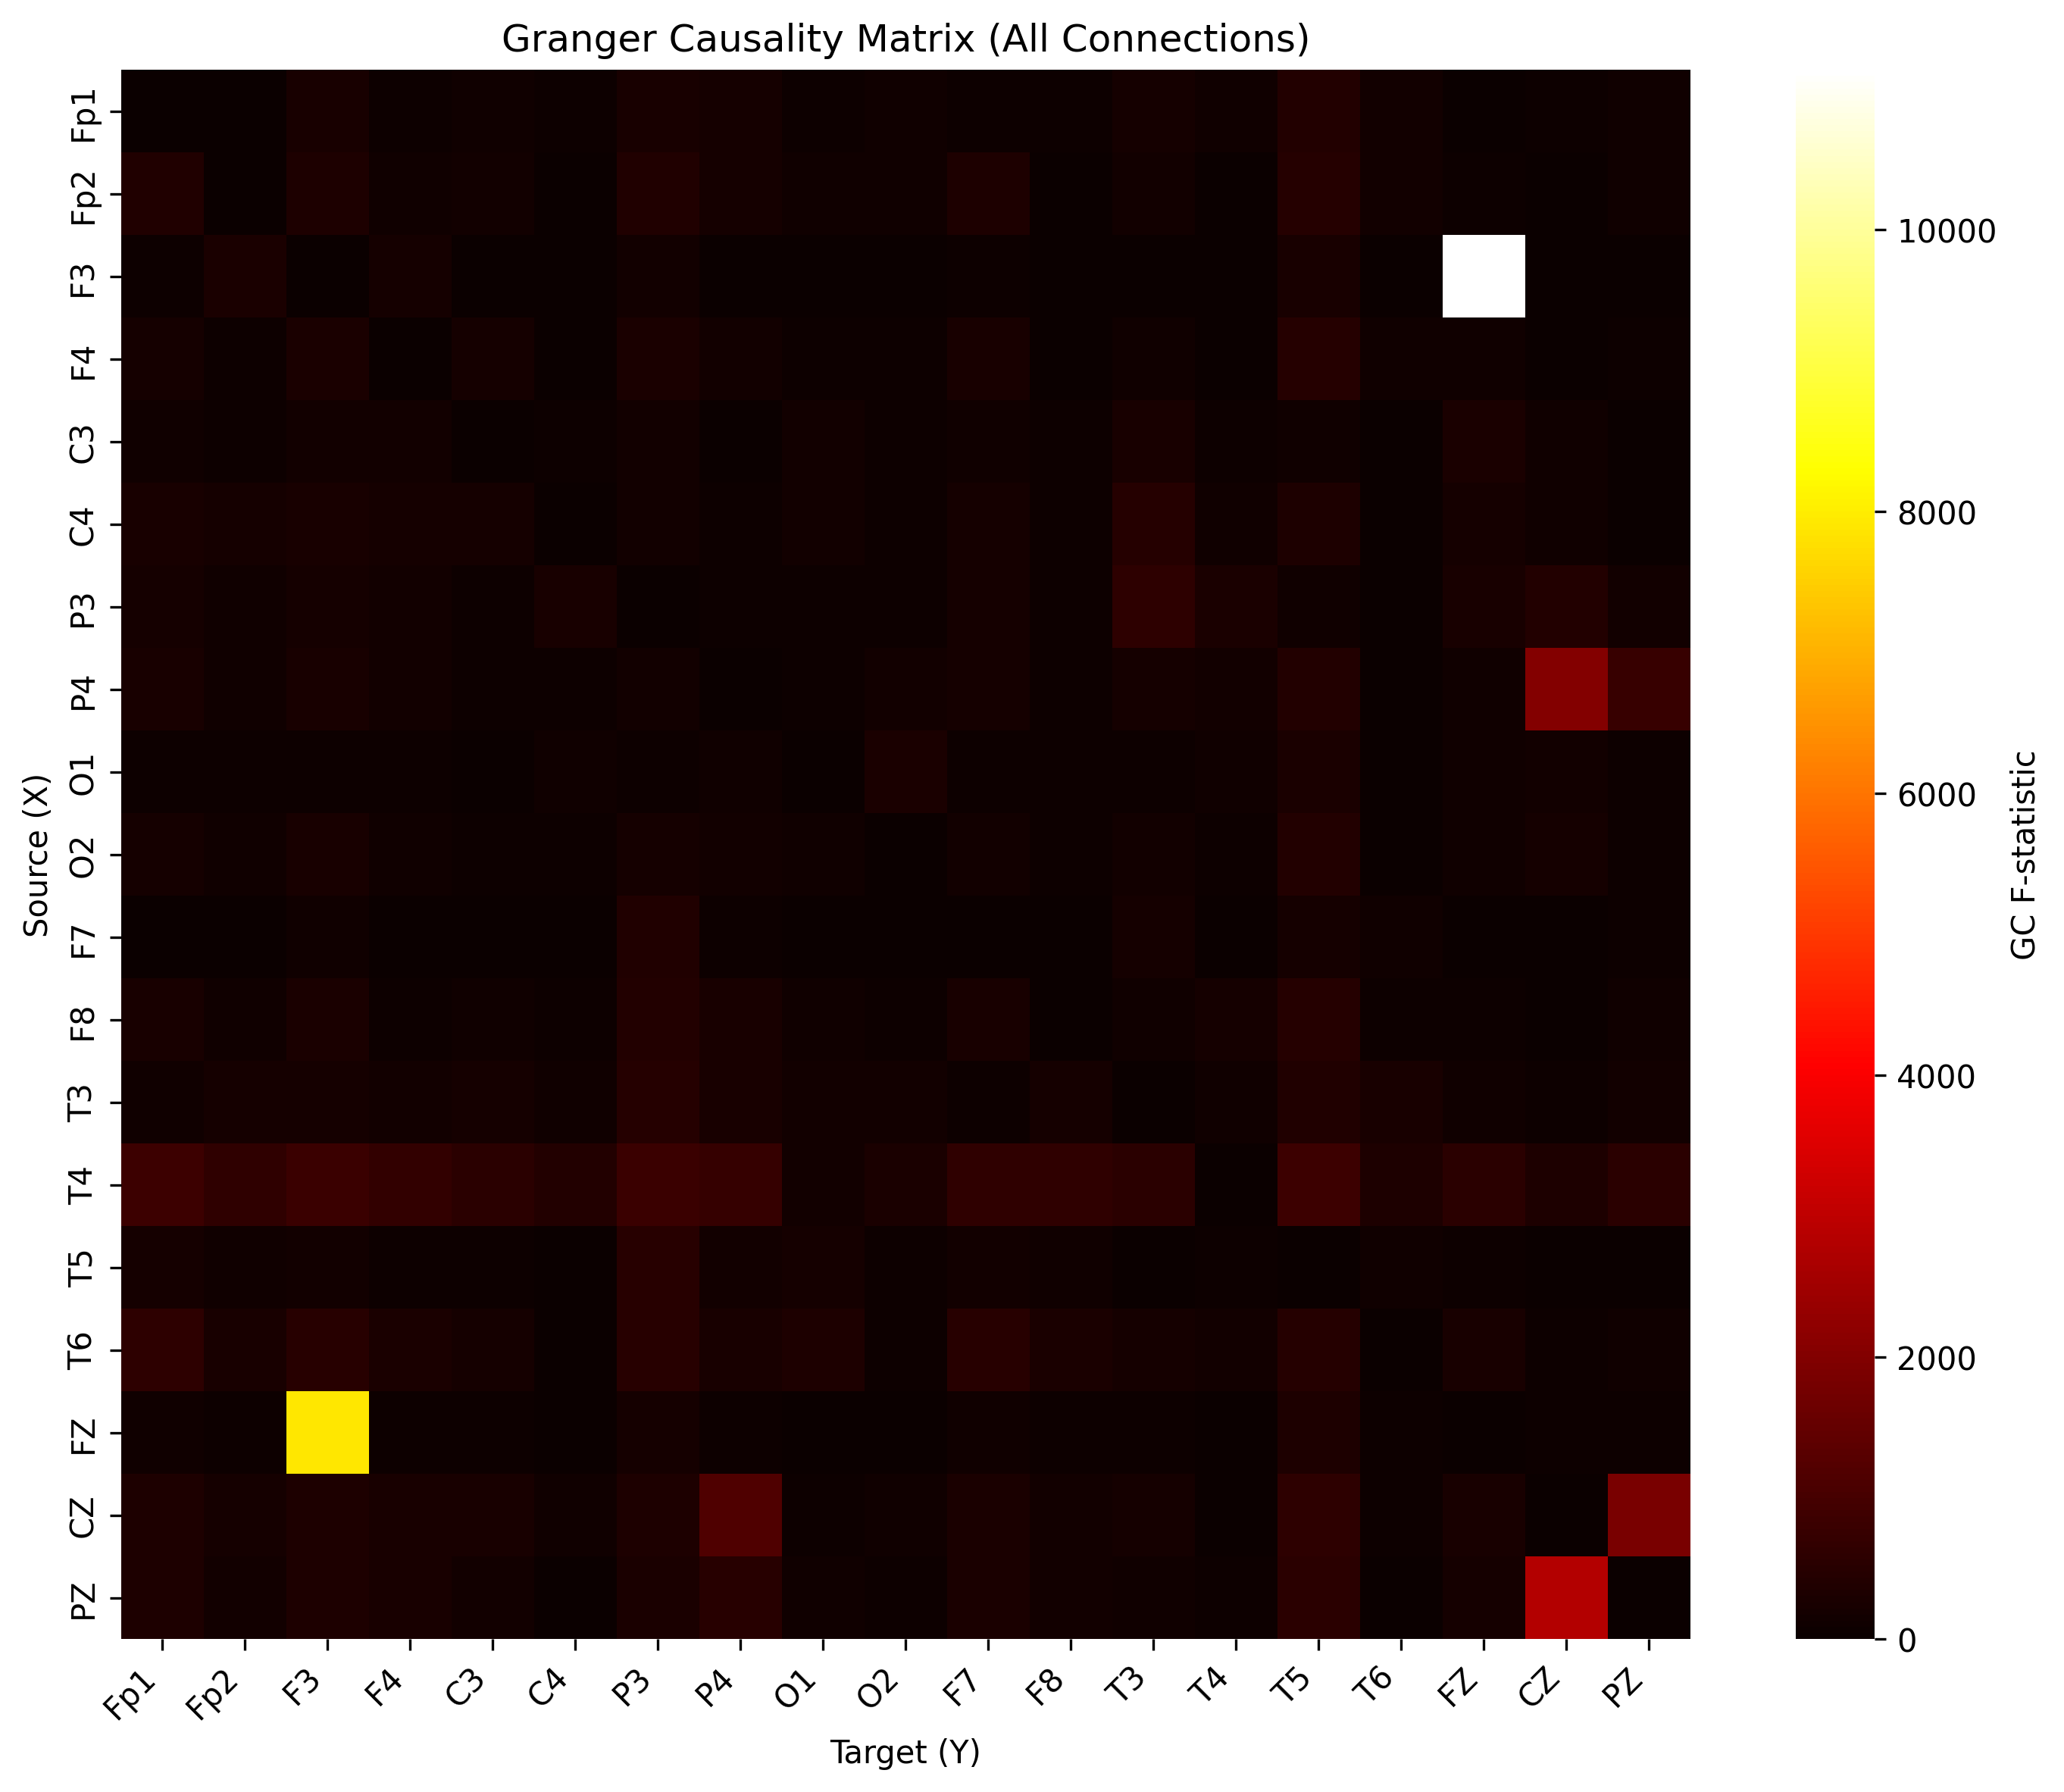 Granger Causality Matrix (All Connections)
Source (X)
Fp1
Fp2
F3
F4
C3
C4
P3
P4
O1
O2
F7
F8
T3
T4
T5
T6
FZ
CZ
PZ
Fp1 Fp2 F3 F4 C3 C4 P3 P4 O1 O2 F7 F8 T3 T4 T5 T6 FZ CZ PZ
Target (Y)
10000
8000
6000
4000
2000
0
GC F-statistic